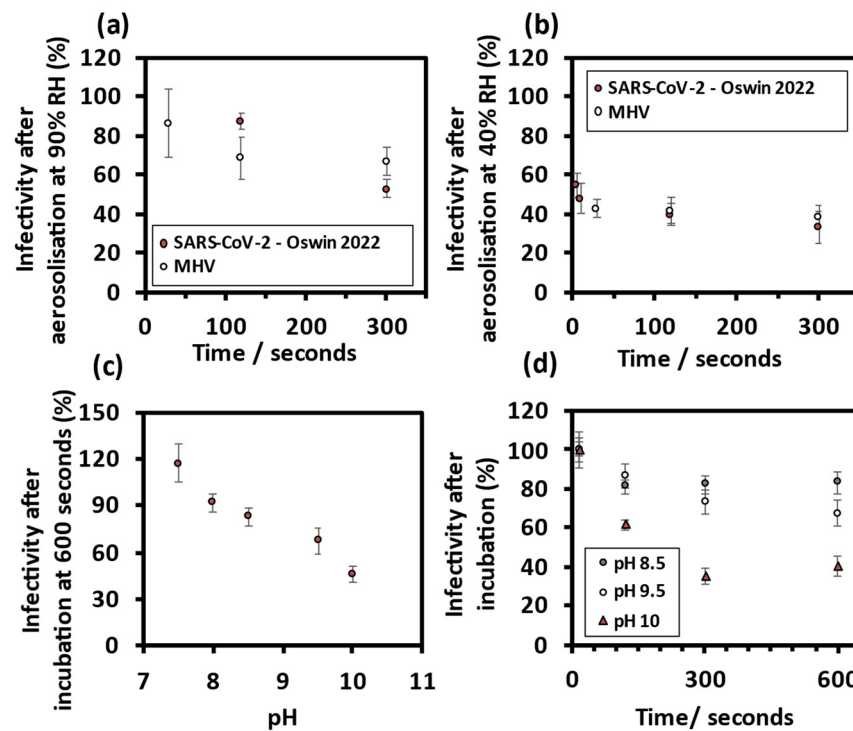 (a)
Infectivity after
aerosolisation at 90% RH (%)
120
100
80
60
40
20
0
SARS-CoV-2 - Oswin 2022
MHV
0 100 200 300
Time / seconds
(b)
Infectivity after
aerosolisation at 40% RH (%)
120
100
80
60
40
20
0
SARS-CoV-2 - Oswin 2022
MHV
0 100 200 300
Time / seconds
(c)
Infectivity after
incubation at 600 seconds (%)
150
120
90
60
30
0
7 8 9 10 11
pH
(d)
Infectivity after
incubation (%)
120
100
80
60
40
20
0
pH 8.5
pH 9.5
pH 10
0 300 600
Time/ seconds